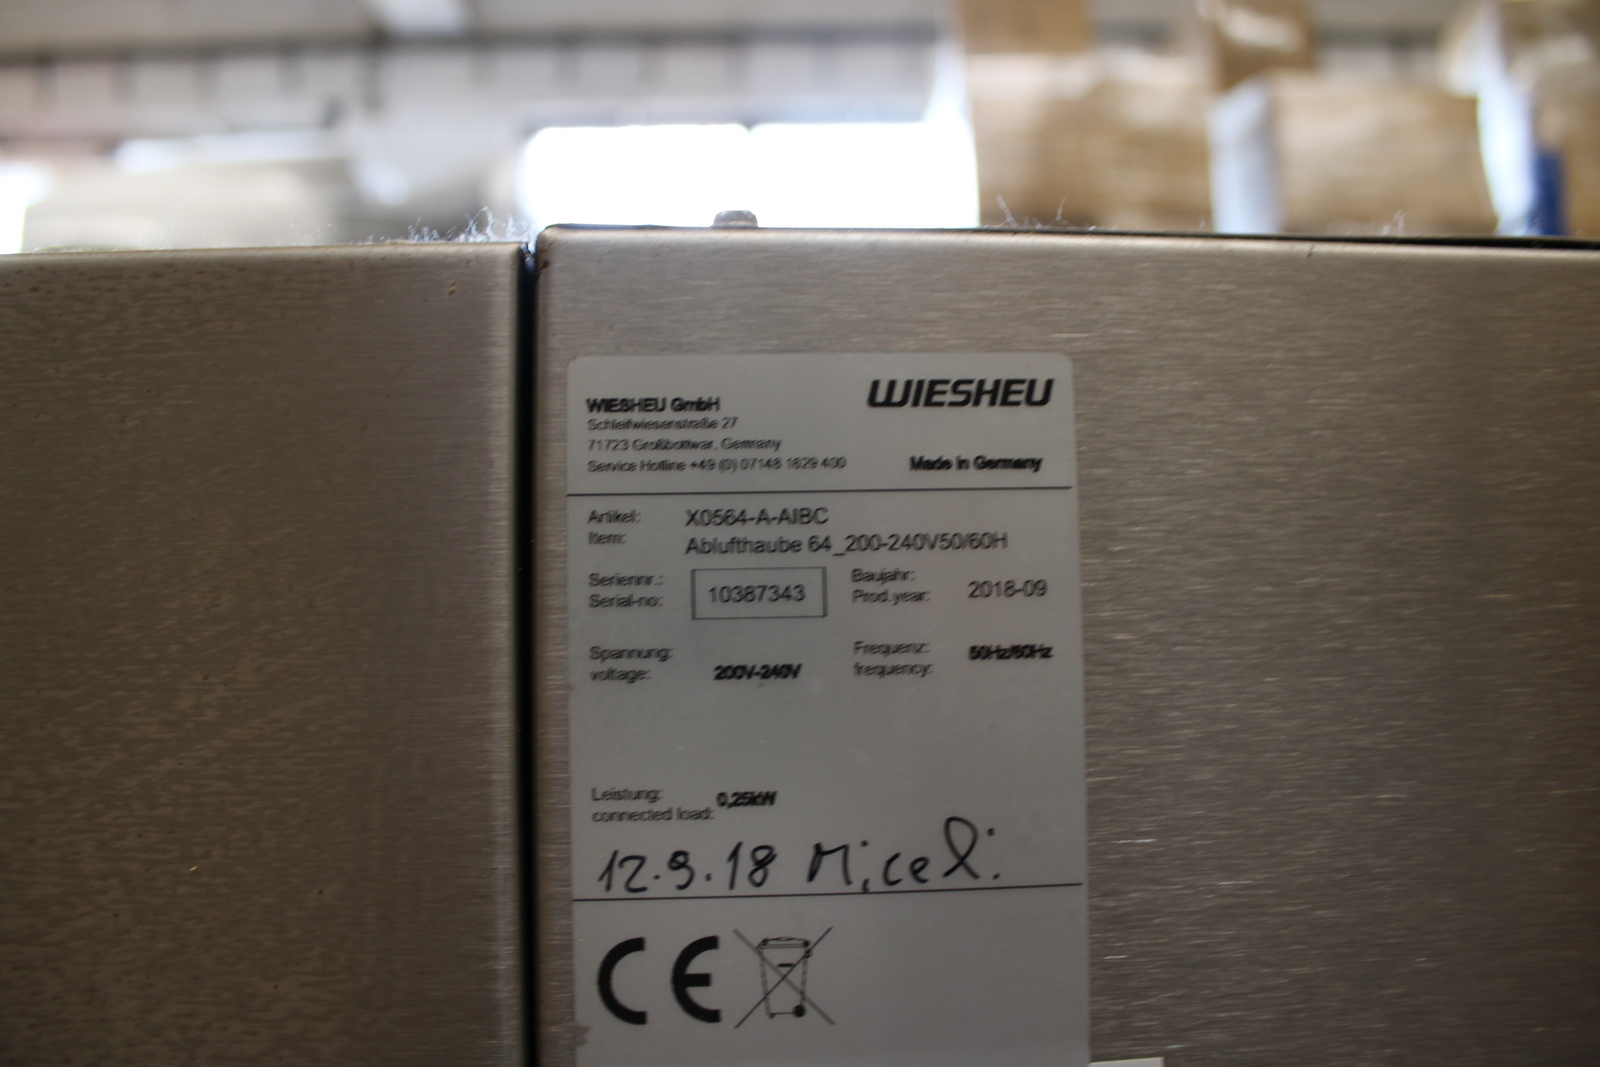 WIESHEU GmbH
Schleifwiesenstraße 27
71723 Großbottwar, Germany
Service Hotline +49 (0) 07148 1629 400
WIESHEU
Made in Germany
Artikel: X0564-A-AIBC
Item: Ablufthaube 64_200-240V50/60H
Seriennr.:
Serial-no: 10387343
Baujahr:
Prod.year: 2018-09
Spannung:
voltage: 200V-240V
Frequenz: 50Hz/60Hz
frequency:
Leistung: 0,25kW
connected load:
12.9.18 Miceli
CE